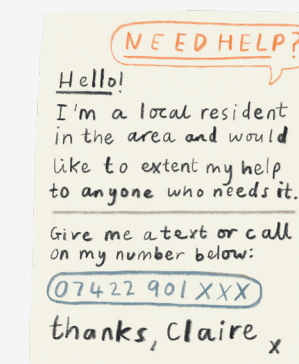 NEED HELP?
Hello!
I'm a local resident
in the area and would
like to extent my help
to anyone who needs it.
Give me a text or call
on my number below:
07422 901 XXX
thanks, Claire x